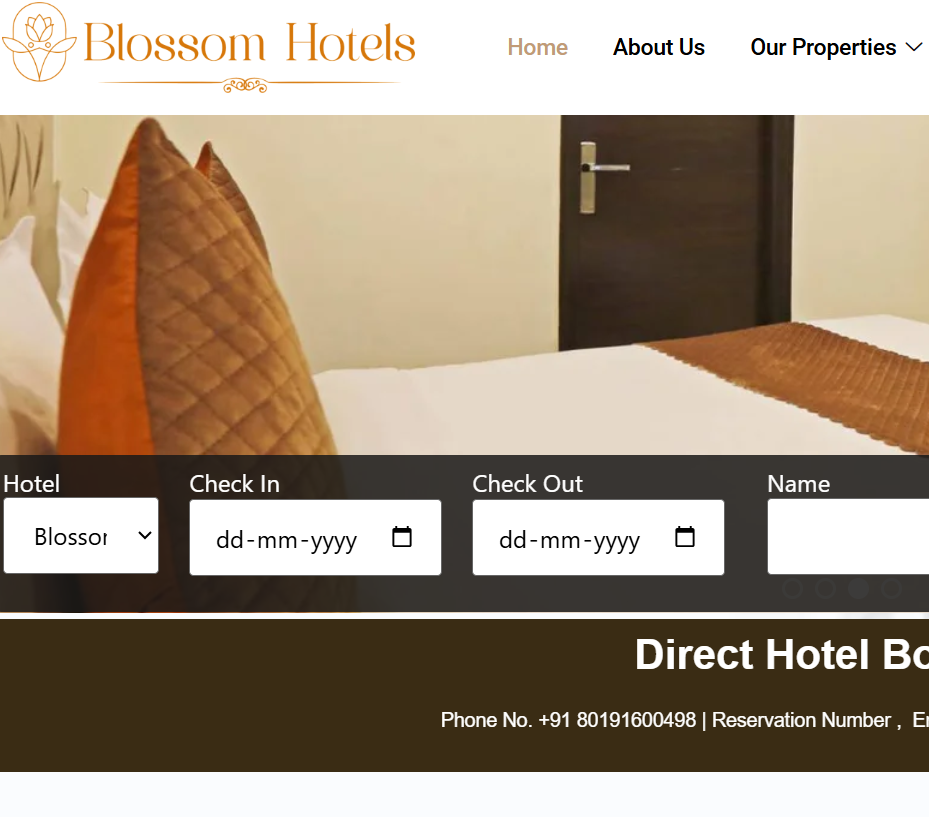 Blossom Hotels
Home About Us Our Properties
Hotel Check In Check Out Name
Blossor dd-mm-yyyy dd-mm-yyyy
Direct Hotel Bo
Phone No. +91 80191600498 | Reservation Number , En